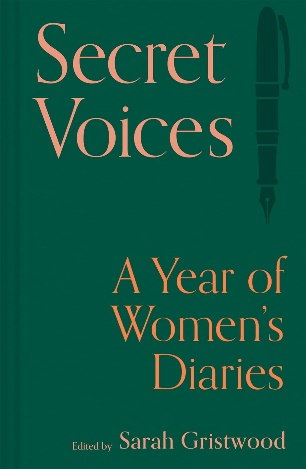 Secret
Voices
A Year of
Women's
Diaries
Edited by Sarah Gristwood